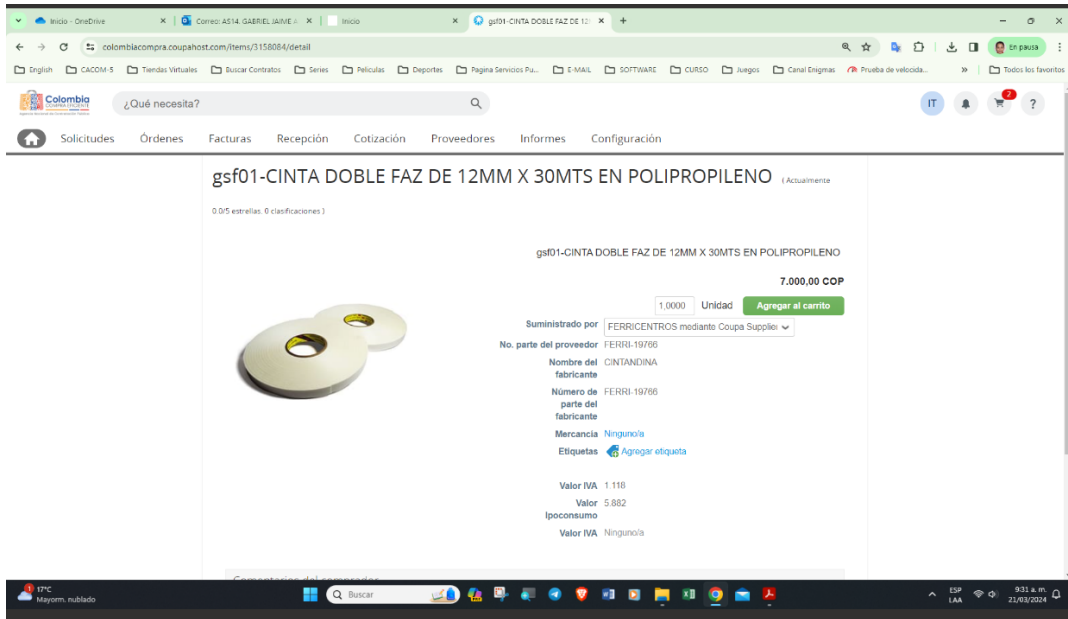 Inicio - OneDrive
Correo: AS14. GABRIEL JAIME A
Inicio
gsf01-CINTA DOBLE FAZ DE 12
colombiacompra.coupahost.com/items/3158084/detail
En pausa
English CACOM-5 Tiendas Virtuales Buscar Contratos Series Peliculas Deportes Pagina Servicios Pu... E-MAIL SOFTWARE CURSO Juegos Canal Enigmas Prueba de velocida... » Todos los favoritos
Colombia
COMPRA EFICIENTE
¿Qué necesita?
IT
2
?
Solicitudes Órdenes Facturas Recepción Cotización Proveedores Informes Configuración
gsf01-CINTA DOBLE FAZ DE 12MM X 30MTS EN POLIPROPILENO ( Actualmente
0.0/5 estrellas. 0 clasificaciones )
gsf01-CINTA DOBLE FAZ DE 12MM X 30MTS EN POLIPROPILENO
7.000,00 COP
1,0000 Unidad Agregar al carrito
Suministrado por FERRICENTROS mediante Coupa Supplier
No. parte del proveedor FERRI-19766
Nombre del CINTANDINA
fabricante
Número de FERRI-19766
parte del
fabricante
Mercancía Ninguno/a
Etiquetas Agregar etiqueta
Valor IVA 1.118
Valor 5.882
Ipoconsumo
Valor IVA Ninguno/a
Comentarios del comprador
1
17°C
Mayorm. nublado
Buscar
ESP
LAA
9:31 a. m.
21/03/2024